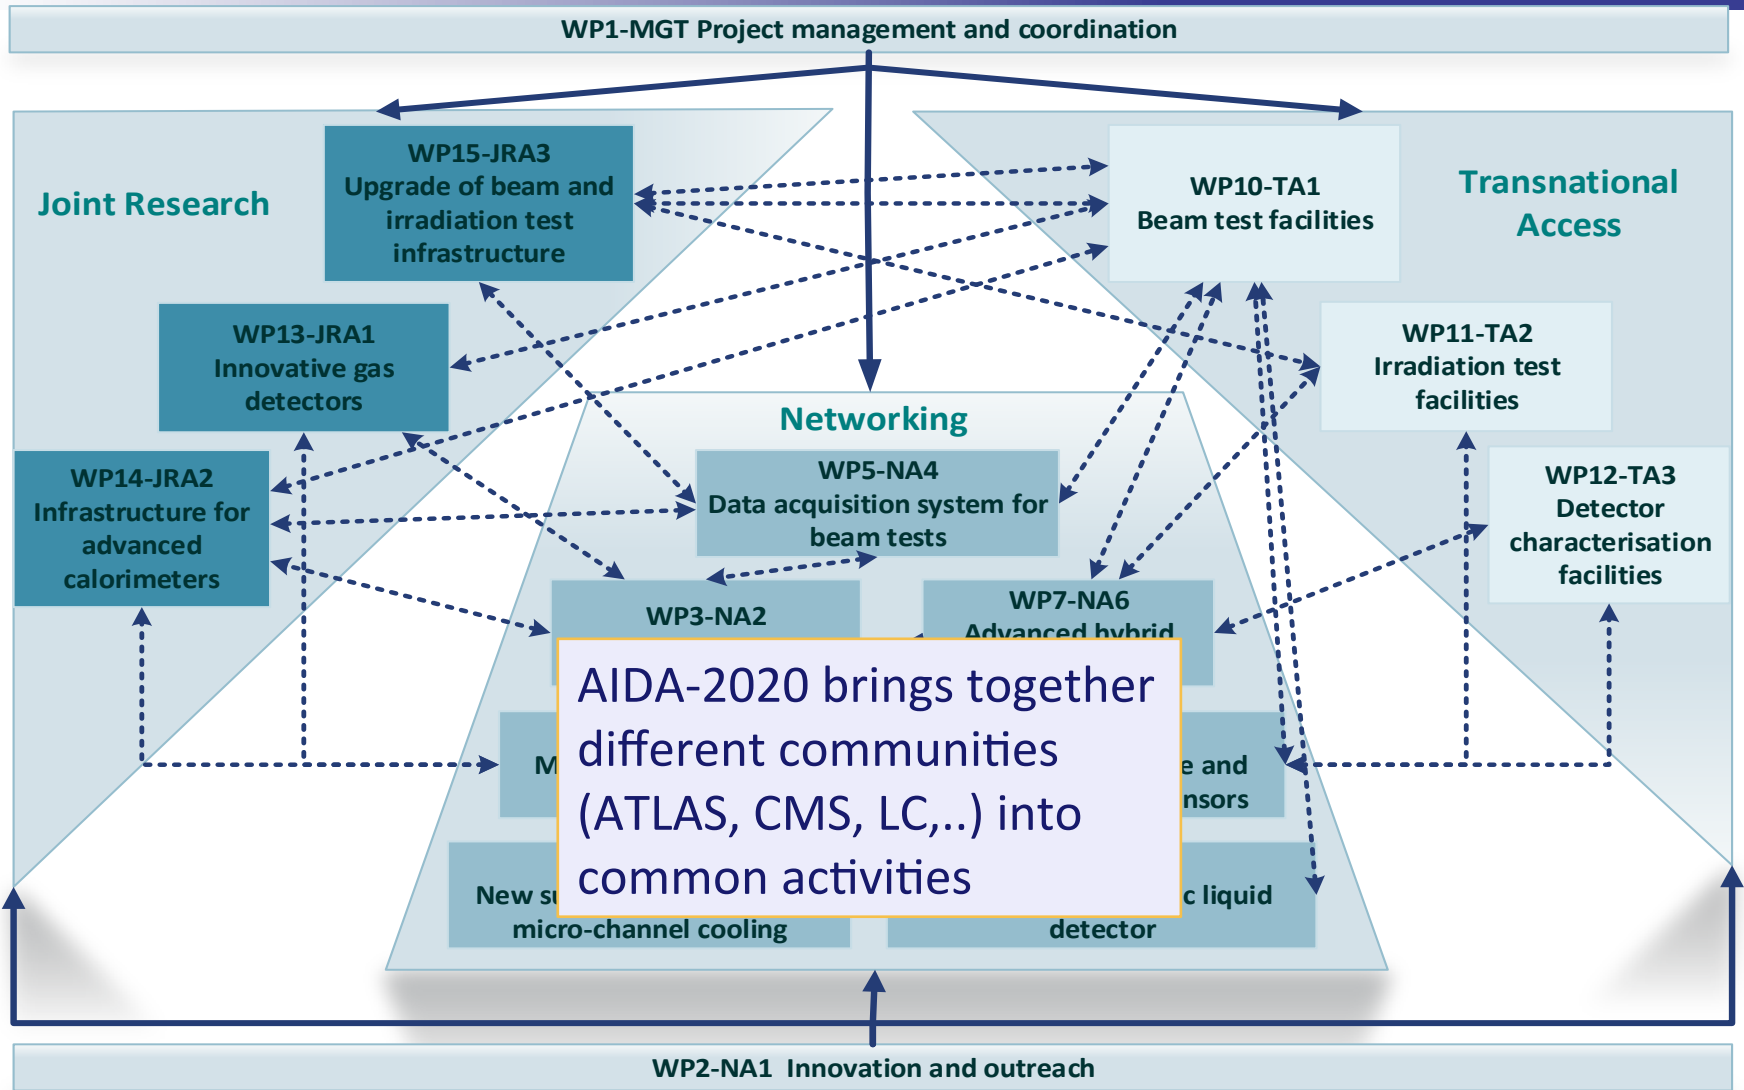 WP1-MGT Project management and coordination
Joint Research
WP15-JRA3
Upgrade of beam and
irradiation test
infrastructure
WP10-TA1
Beam test facilities
Transnational
Access
WP13-JRA1
Innovative gas
detectors
WP11-TA2
Irradiation test
facilities
Networking
WP14-JRA2
Infrastructure for
advanced
calorimeters
WP5-NA4
Data acquisition system for
beam tests
WP12-TA3
Detector
characterisation
facilities
WP3-NA2
WP7-NA6
Advanced hybrid
AIDA-2020 brings together
different communities
(ATLAS, CMS, LC,..) into
common activities
and
New
micro-channel cooling
liquid
detector
WP2-NA1 Innovation and outreach